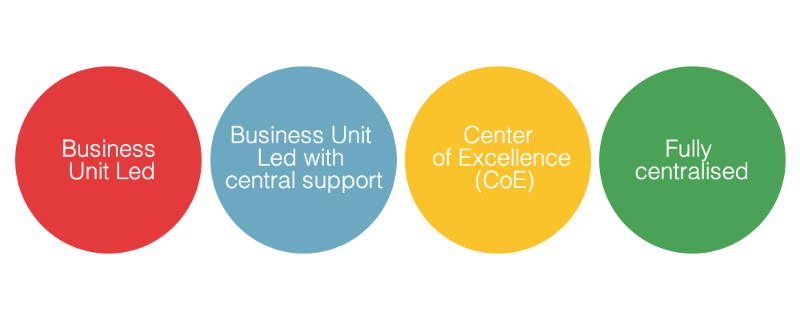 Business
Unit Led
Business Unit
Led with
central support
Center
of Excellence
(CoE)
Fully
centralised